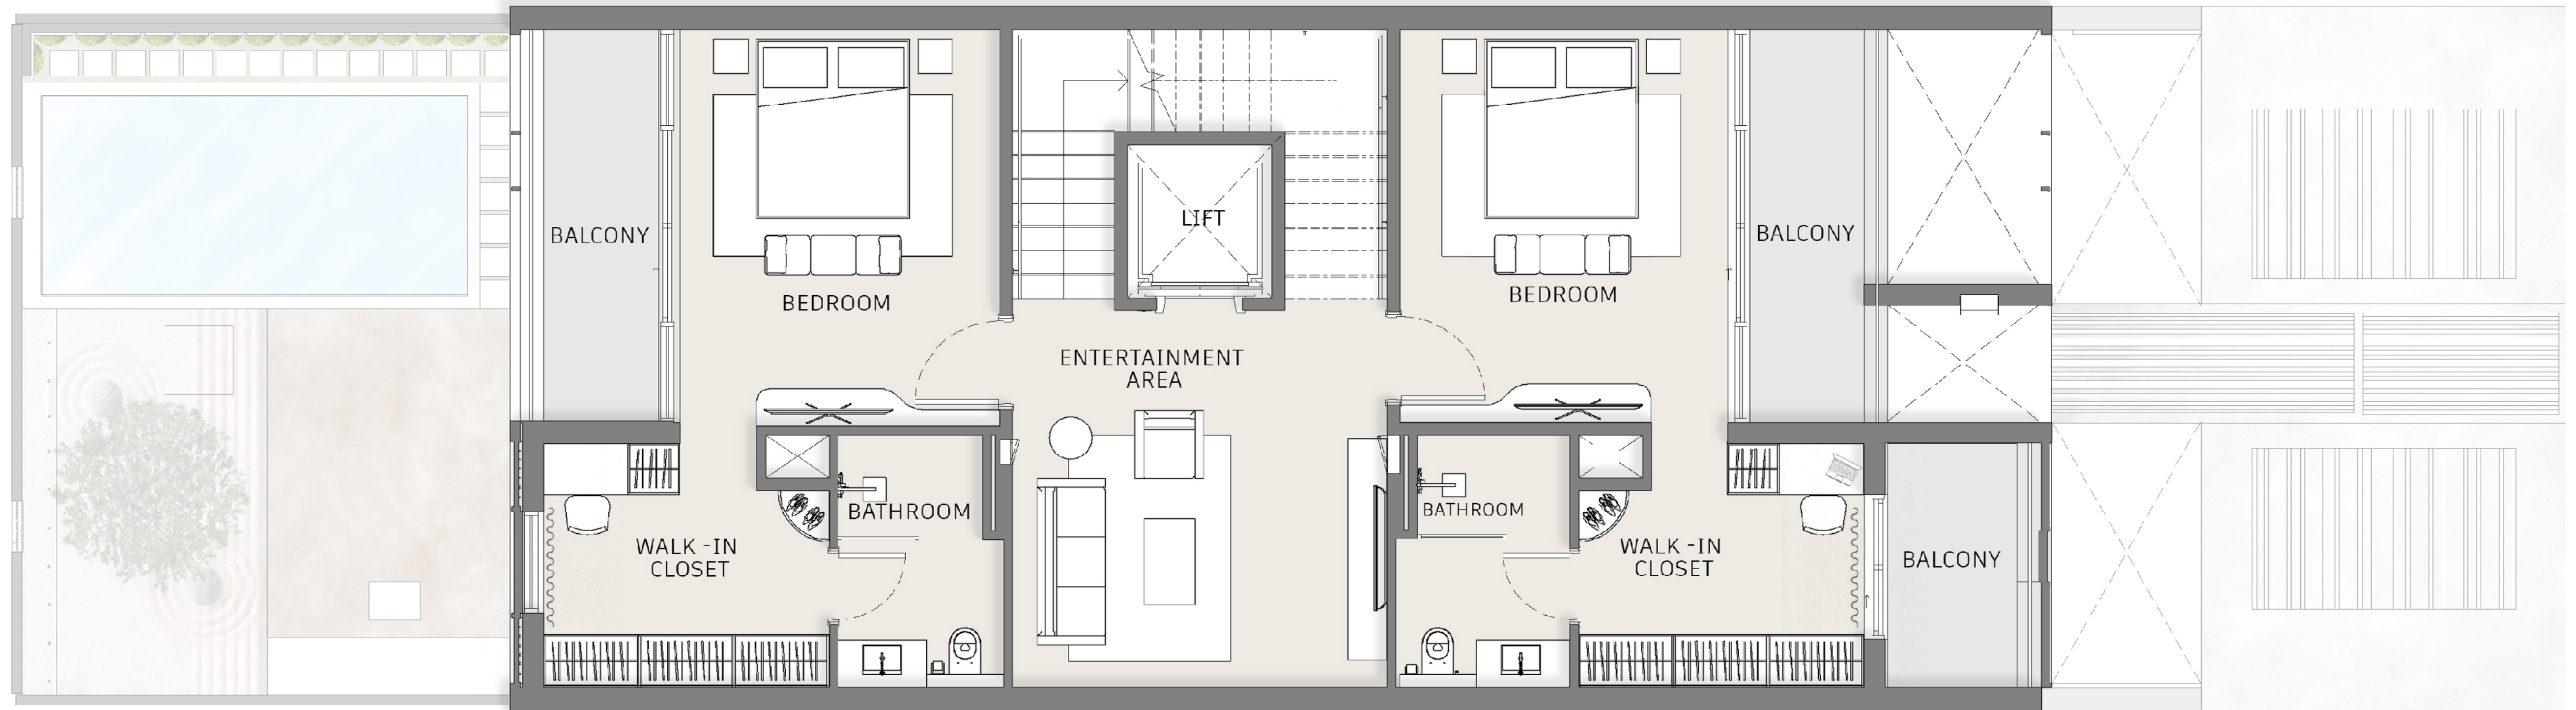 LIFT
BALCONY
BALCONY
BEDROOM
BEDROOM
ENTERTAINMENT
AREA
BATHROOM
BATHROOM
WALK -IN
CLOSET
WALK -IN
CLOSET
BALCONY